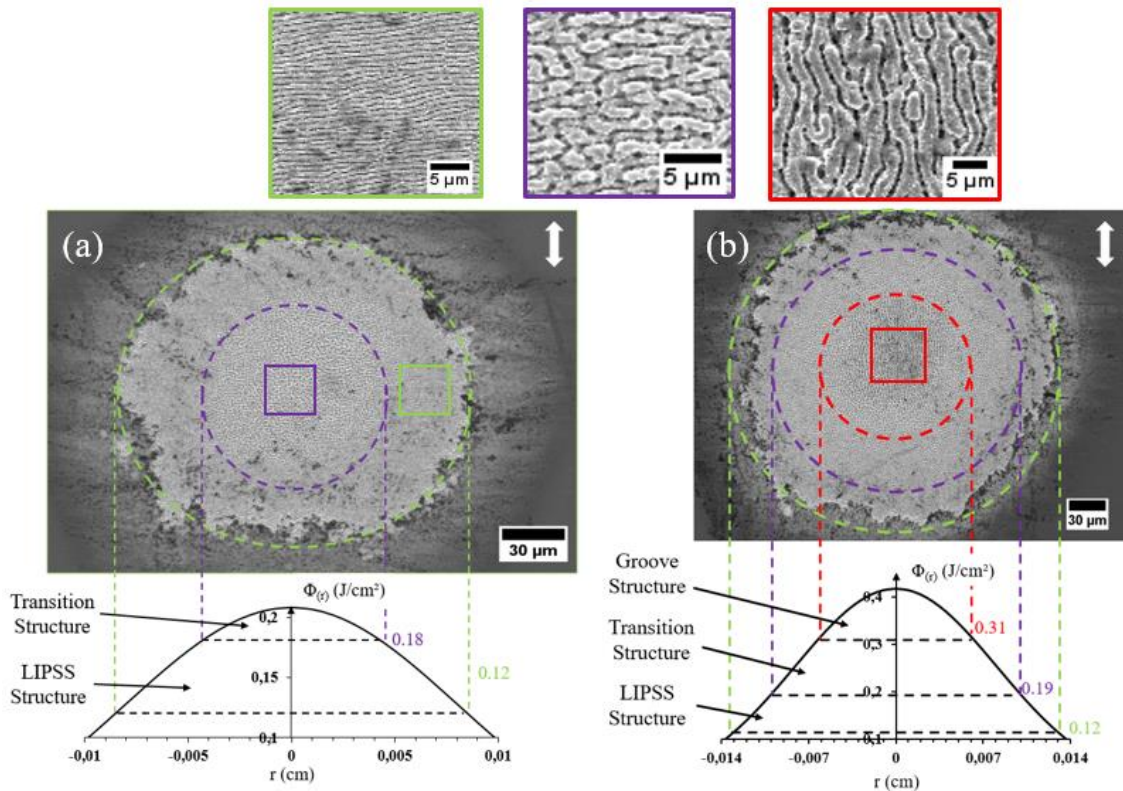 5 µm
5 µm
5 µm
(a)
30 µm
(b)
30 µm
Φ(r) (J/cm²)
Transition
Structure
LIPSS
Structure
0,2
0,15
0,1
0.18
0.12
-0,01
-0,005
0
0,005
0,01
r (cm)
Φ(r) (J/cm²)
Groove
Structure
Transition
Structure
LIPSS
Structure
0,4
0,3
0,2
0,1
0.31
0.19
0.12
-0,014
-0,007
0
0,007
0,014
r (cm)